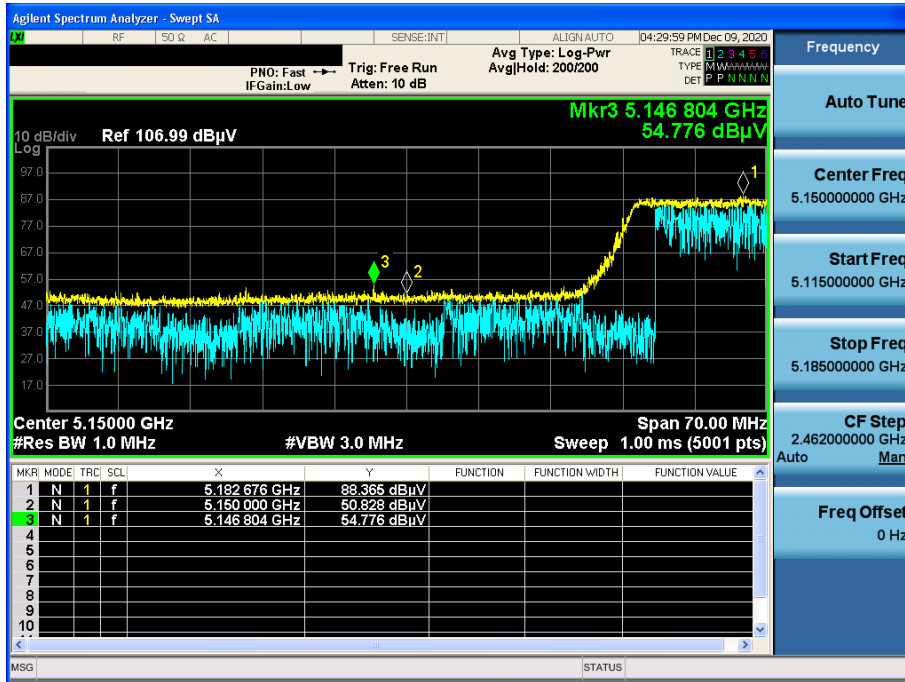 Agilent Spectrum Analyzer - Swept SA
LXI RF 50 Ω AC SENSE:INT ALIGN AUTO 04:29:59 PM Dec 09, 2020
PNO: Fast Trig: Free Run Avg Type: Log-Pwr TRACE 1 2 3 4 5 6
IFGain:Low Atten: 10 dB Avg|Hold: 200/200 TYPE M W
DET P P N N N N
Mkr3 5.146 804 GHz
54.776 dBµV
10 dB/div Ref 106.99 dBµV
Log
97.0
87.0
77.0
67.0
57.0
47.0
37.0
27.0
17.0
1
3
2
Center 5.15000 GHz Span 70.00 MHz
#Res BW 1.0 MHz #VBW 3.0 MHz Sweep 1.00 ms (5001 pts)
MKR MODE TRC SCL X Y FUNCTION FUNCTION WIDTH FUNCTION VALUE
1 N 1 f 5.182 676 GHz 88.365 dBµV
2 N 1 f 5.150 000 GHz 50.828 dBµV
3 N 1 f 5.146 804 GHz 54.776 dBµV
4
5
6
7
8
9
10
MSG STATUS
Frequency
Auto Tune
Center Freq
5.150000000 GHz
Start Freq
5.115000000 GHz
Stop Freq
5.185000000 GHz
CF Step
2.462000000 GHz
Auto Man
Freq Offset
0 Hz